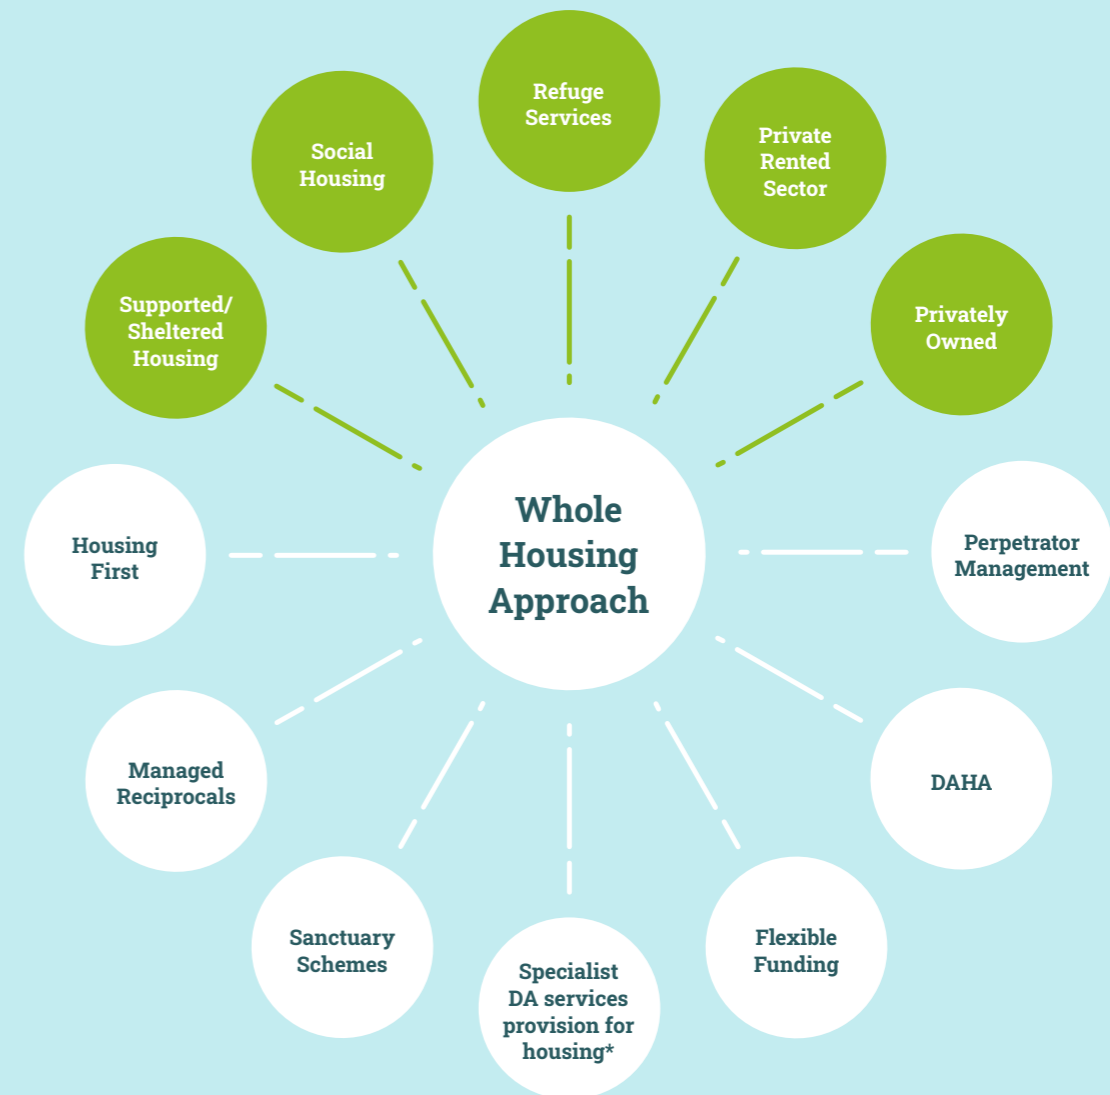 Refuge
Services
Social
Housing
Private
Rented
Sector
Supported/
Sheltered
Housing
Privately
Owned
Whole
Housing
Approach
Housing
First
Perpetrator
Management
Managed
Reciprocals
DAHA
Sanctuary
Schemes
Specialist
DA services
provision for
housing*
Flexible
Funding